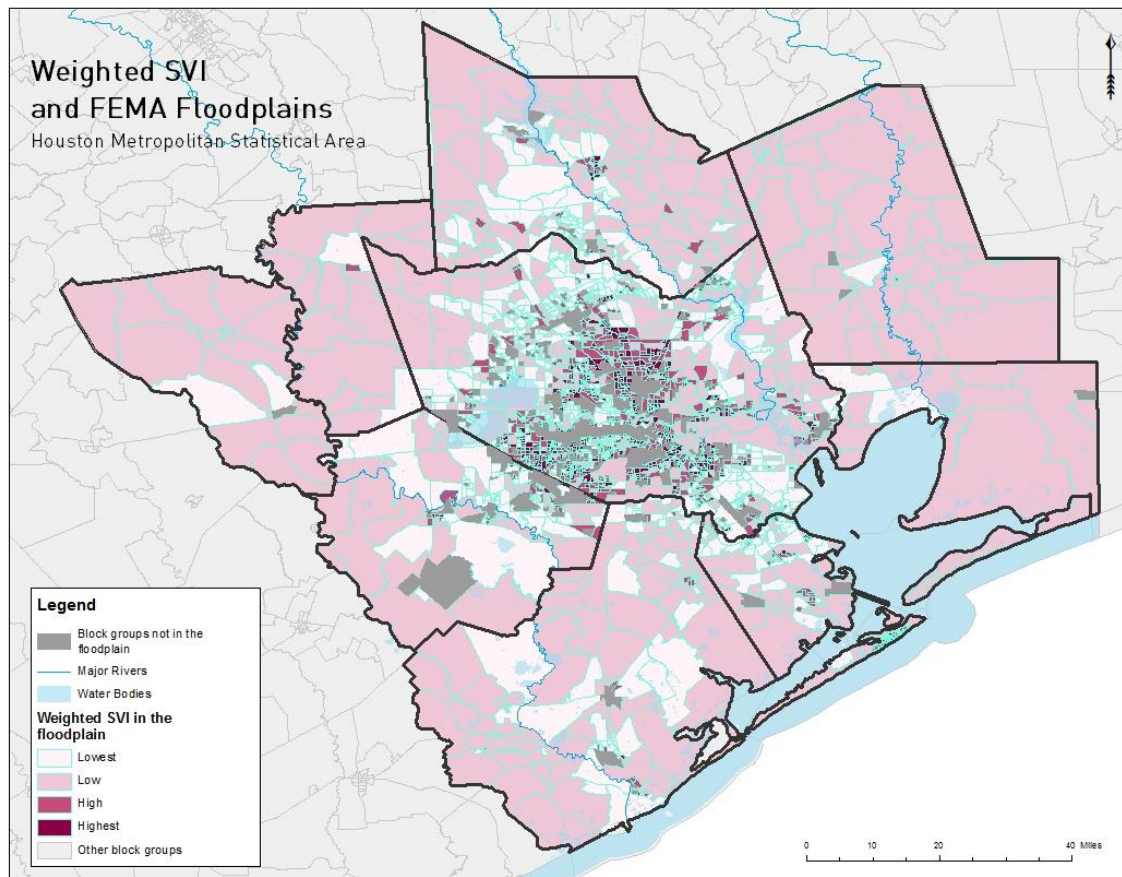 Weighted SVI
and FEMA Floodplains
Houston Metropolitan Statistical Area
Legend
Block groups not in the
floodplain
Major Rivers
Water Bodies
Weighted SVI in the
floodplain
Lowest
Low
High
Highest
Other block groups
0 10 20 40 Miles